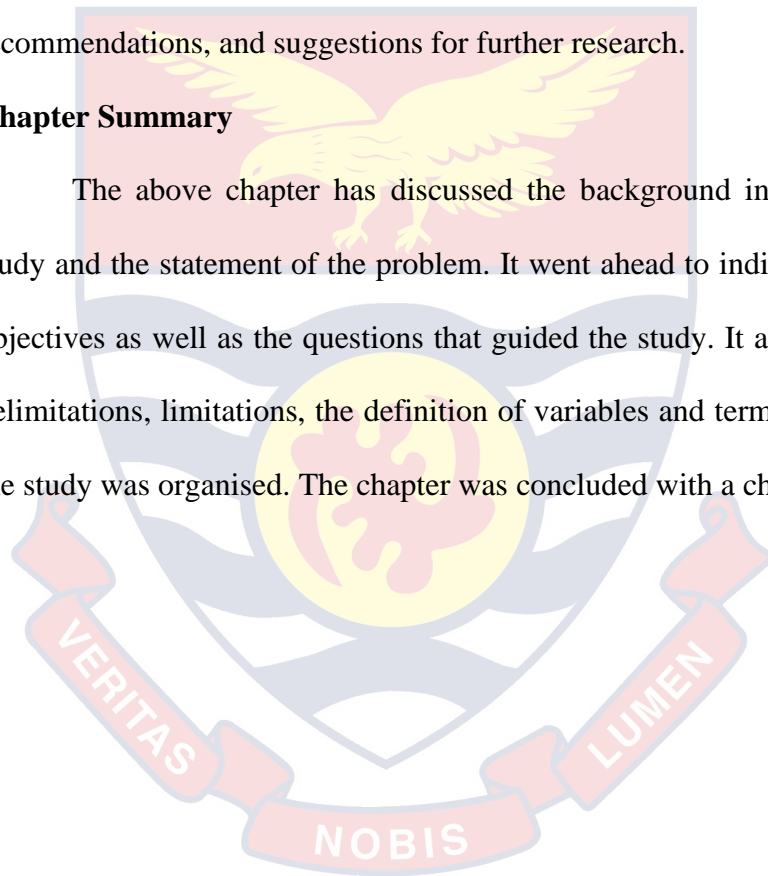 commendations, and suggestions for further research.
hapter Summary
The above chapter has discussed the background in
udy and the statement of the problem. It went ahead to indi
jectives as well as the questions that guided the study. It a
elimitations, limitations, the definition of variables and term
e study was organised. The chapter was concluded with a ch
VERITAS
NOBIS
LUMEN